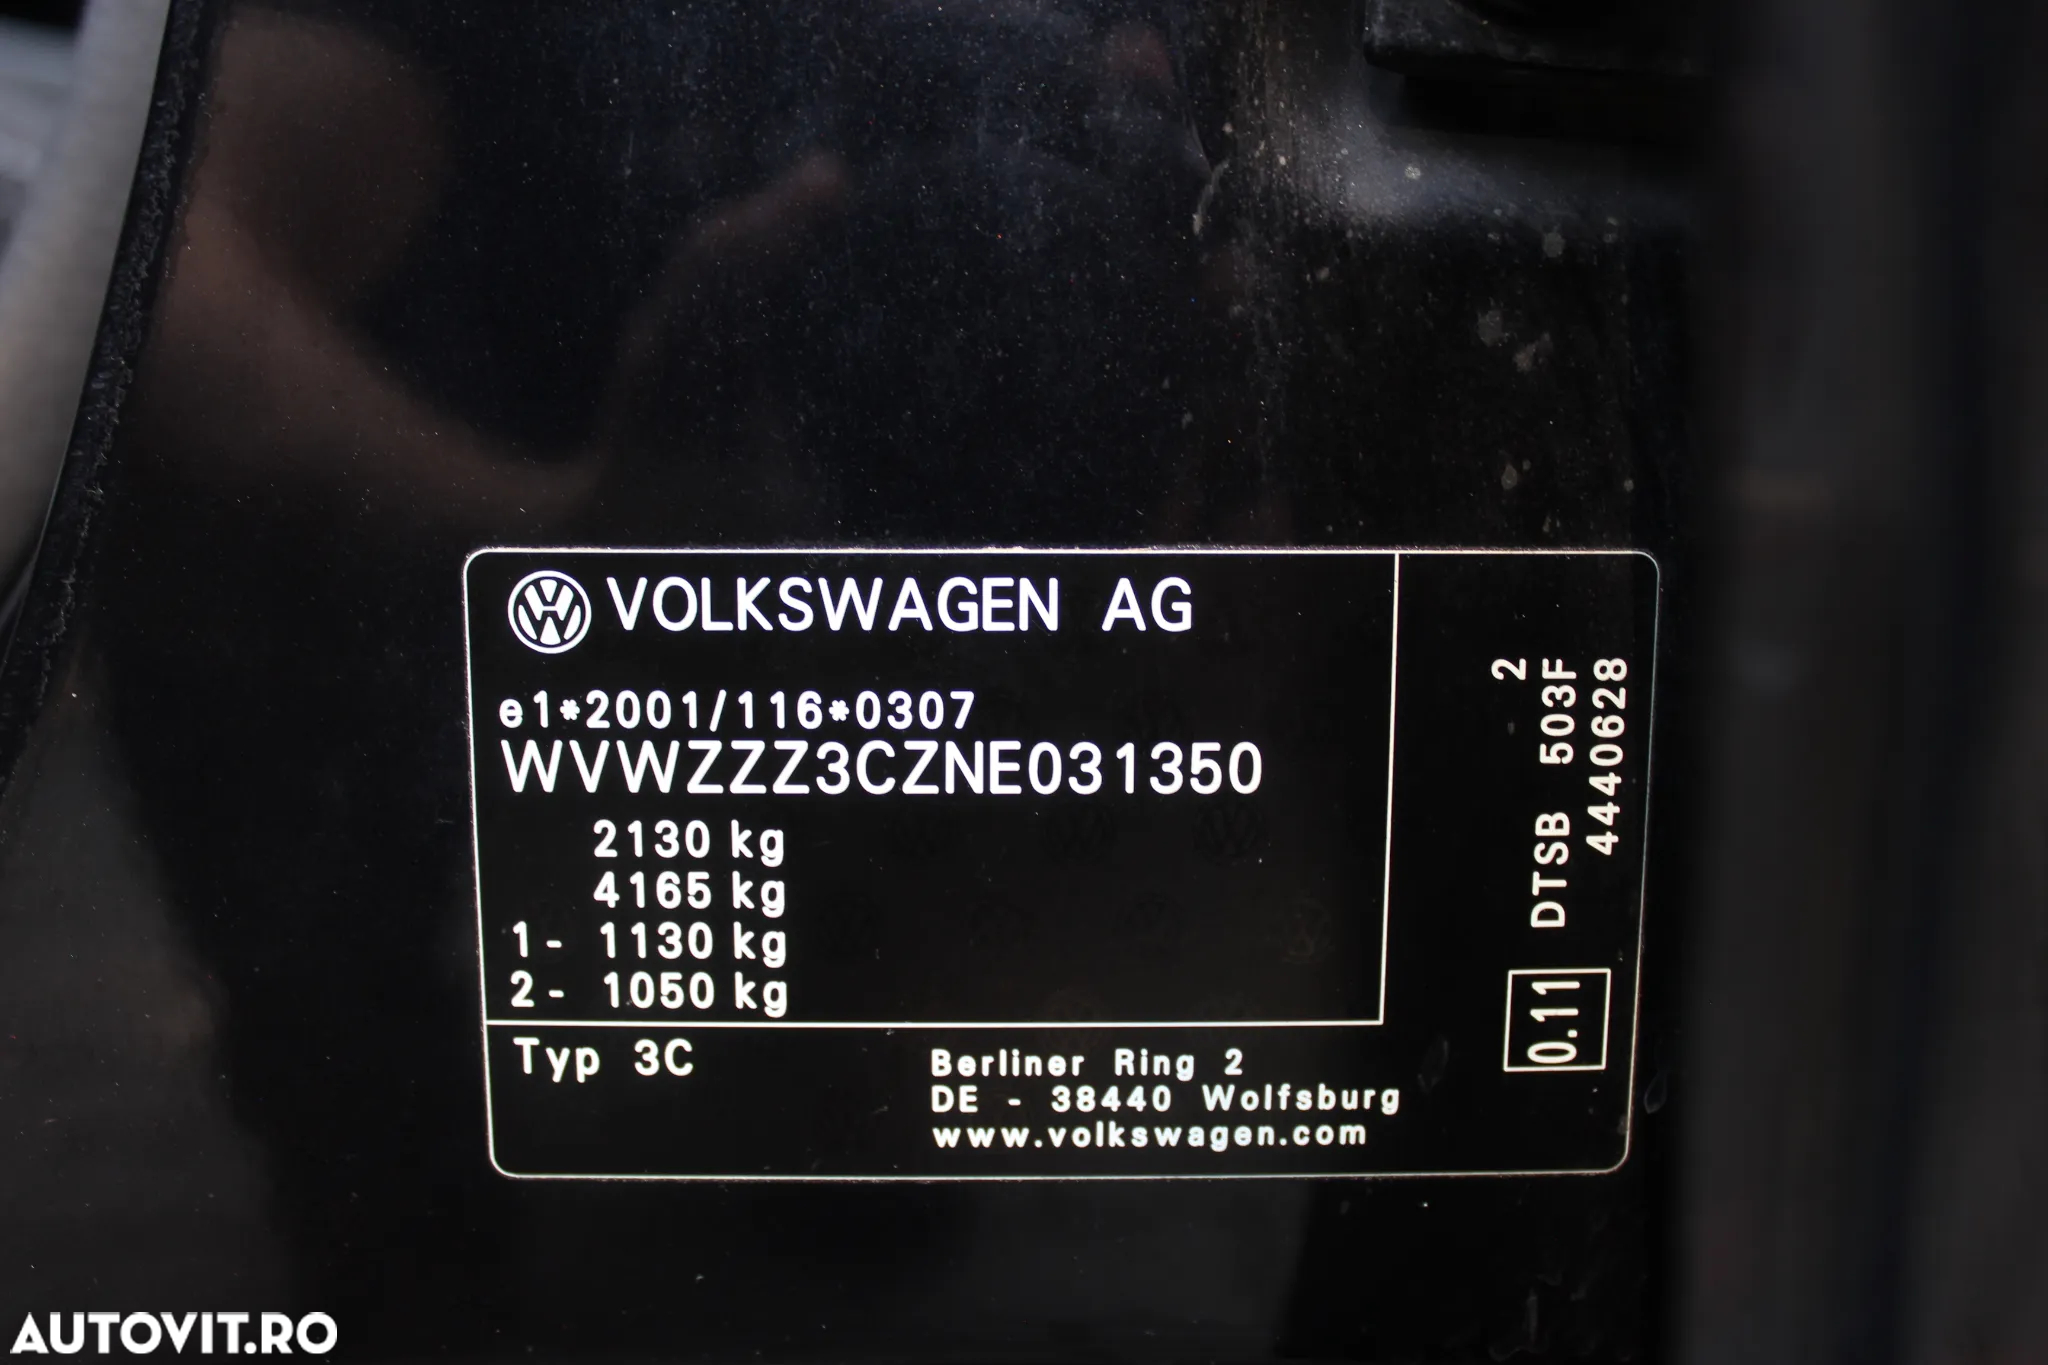 VOLKSWAGEN AG
e1*2001/116*0307
WVWZZZ3CZNE031350
2130 kg
4165 kg
1- 1130 kg
2- 1050 kg
Typ 3C
Berliner Ring 2
DE - 38440 Wolfsburg
www.volkswagen.com
2
DTSB 503F
4440628
0.11
AUTOVIT.RO